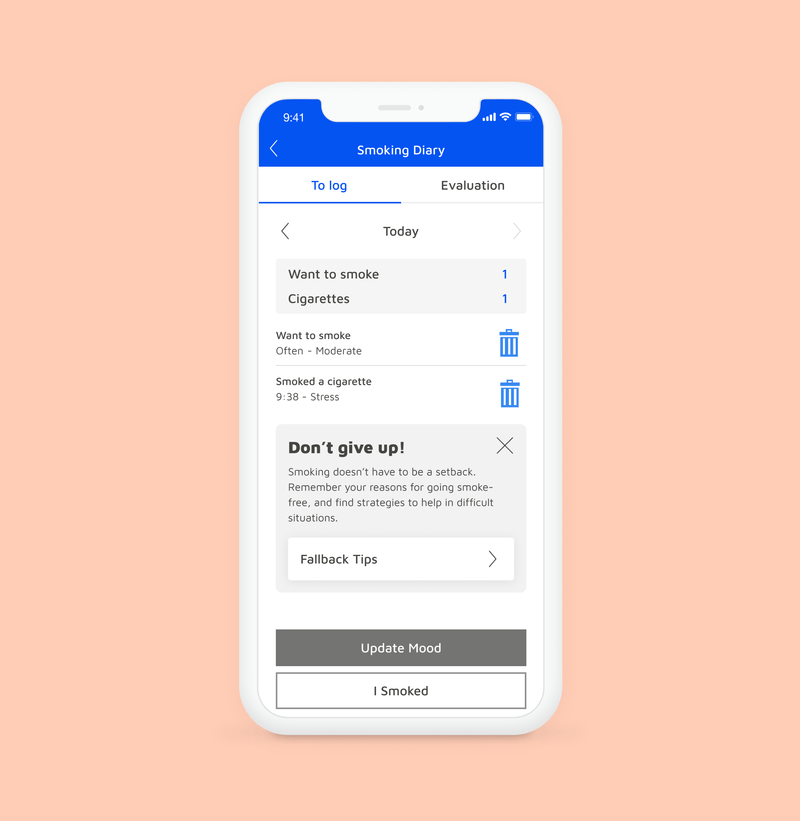 9:41
Smoking Diary
To log
Evaluation
Today
Want to smoke 1
Cigarettes 1
Want to smoke
Often - Moderate
Smoked a cigarette
9:38 - Stress
Don't give up!
Smoking doesn't have to be a setback.
Remember your reasons for going smoke-
free, and find strategies to help in difficult
situations.
Fallback Tips
Update Mood
I Smoked